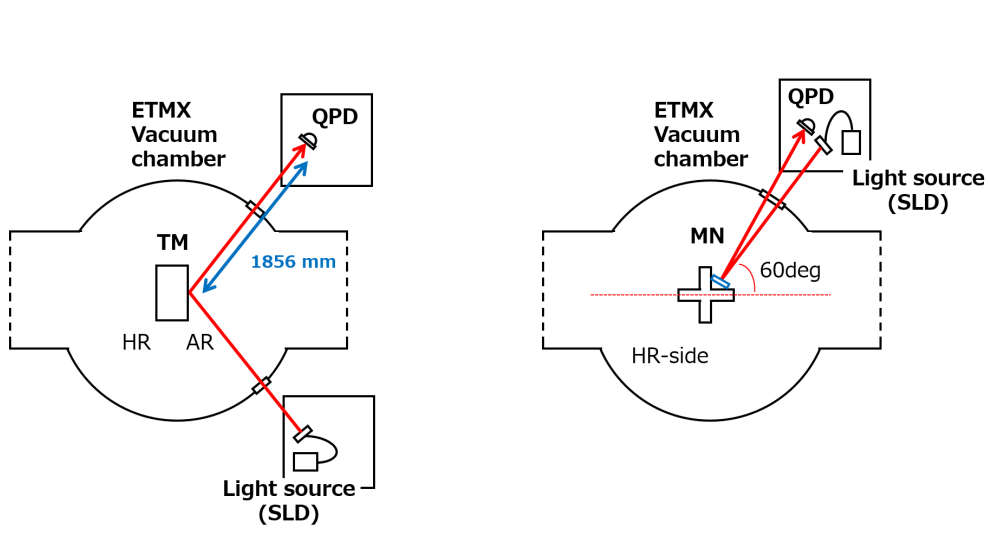 ETMX
Vacuum
chamber
QPD
TM
1856 mm
HR
AR
Light source
(SLD)
ETMX
Vacuum
chamber
QPD
Light source
(SLD)
MN
60deg
HR-side